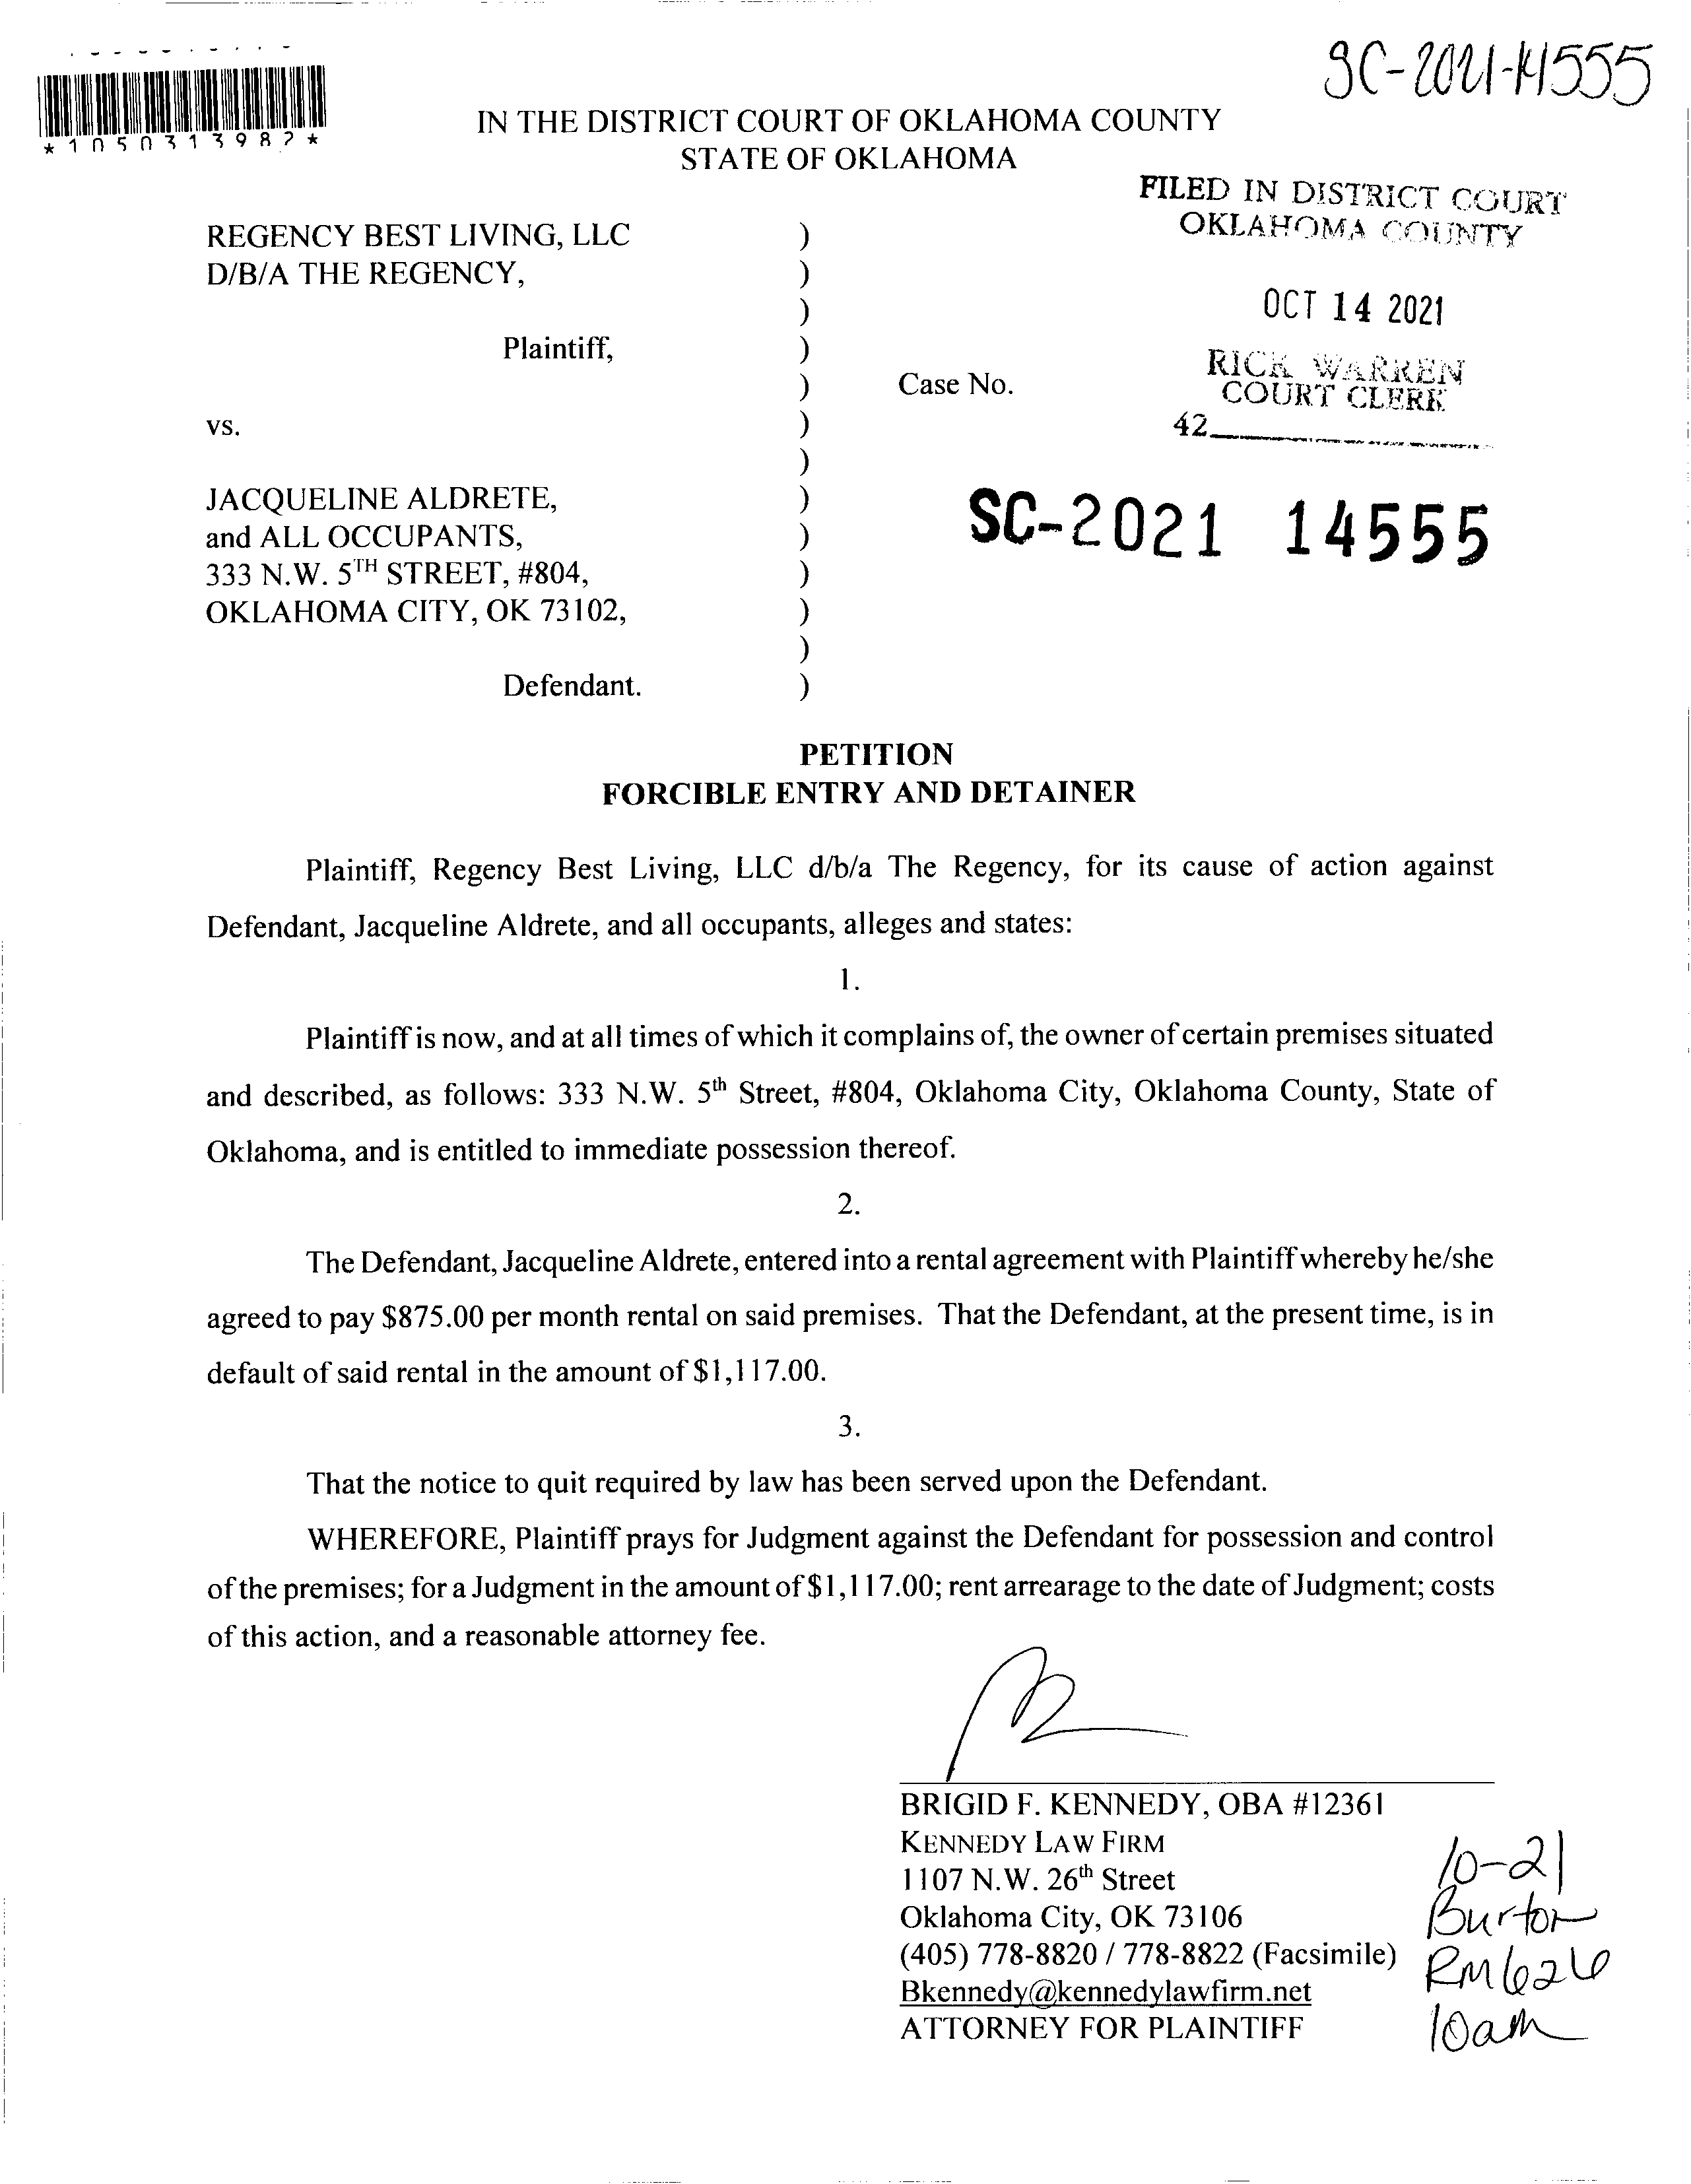 SC-2021-14555
*1050313982*
IN THE DISTRICT COURT OF OKLAHOMA COUNTY
STATE OF OKLAHOMA
FILED IN DISTRICT COURT
OKLAHOMA COUNTY
REGENCY BEST LIVING, LLC )
D/B/A THE REGENCY, )
)
OCT 14 2021
Plaintiff, )
RICK WARREN
COURT CLERK
) Case No.
42
vs. )
)
JACQUELINE ALDRETE, )
and ALL OCCUPANTS, )
SC-2021 14555
333 N.W. 5TH STREET, #804, )
OKLAHOMA CITY, OK 73102, )
)
Defendant. )
PETITION
FORCIBLE ENTRY AND DETAINER
Plaintiff, Regency Best Living, LLC d/b/a The Regency, for its cause of action against
Defendant, Jacqueline Aldrete, and all occupants, alleges and states:
1.
Plaintiff is now, and at all times of which it complains of, the owner of certain premises situated
and described, as follows: 333 N.W. 5th Street, #804, Oklahoma City, Oklahoma County, State of
Oklahoma, and is entitled to immediate possession thereof.
2.
The Defendant, Jacqueline Aldrete, entered into a rental agreement with Plaintiff whereby he/she
agreed to pay $875.00 per month rental on said premises. That the Defendant, at the present time, is in
default of said rental in the amount of $1,117.00.
3.
That the notice to quit required by law has been served upon the Defendant.
WHEREFORE, Plaintiff prays for Judgment against the Defendant for possession and control
of the premises; for a Judgment in the amount of $1,117.00; rent arrearage to the date of Judgment; costs
of this action, and a reasonable attorney fee.
BRIGID F. KENNEDY, OBA #12361
KENNEDY LAW FIRM
1107 N.W. 26th Street
Oklahoma City, OK 73106
(405) 778-8820 / 778-8822 (Facsimile)
Bkennedy@kennedylawfirm.net
ATTORNEY FOR PLAINTIFF
10-21
Burton
RM 626
10am